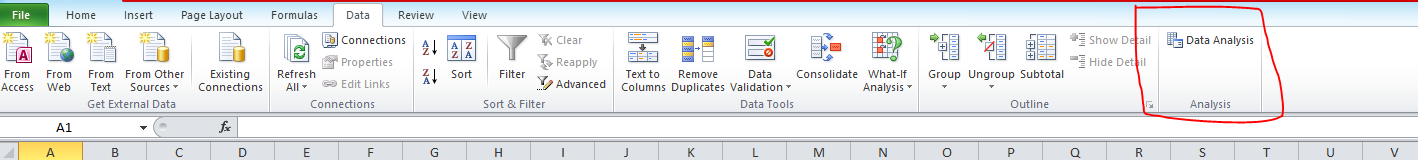 File Home Insert Page Layout Formulas Data Review View
From Access
From Web
From Text
From Other Sources
Existing Connections
Get External Data
Refresh All
Connections
Properties
Edit Links
Connections
A Z
Z A
A Z
Z A
Sort
Filter
Clear
Reapply
Advanced
Sort & Filter
Text to Columns
Remove Duplicates
Data Validation
Consolidate
What-If Analysis
Data Tools
Group
Ungroup
Subtotal
Show Detail
Hide Detail
Outline
Data Analysis
Analysis
A1 fx
A B C D E F G H I J K L M N O P Q R S T U V